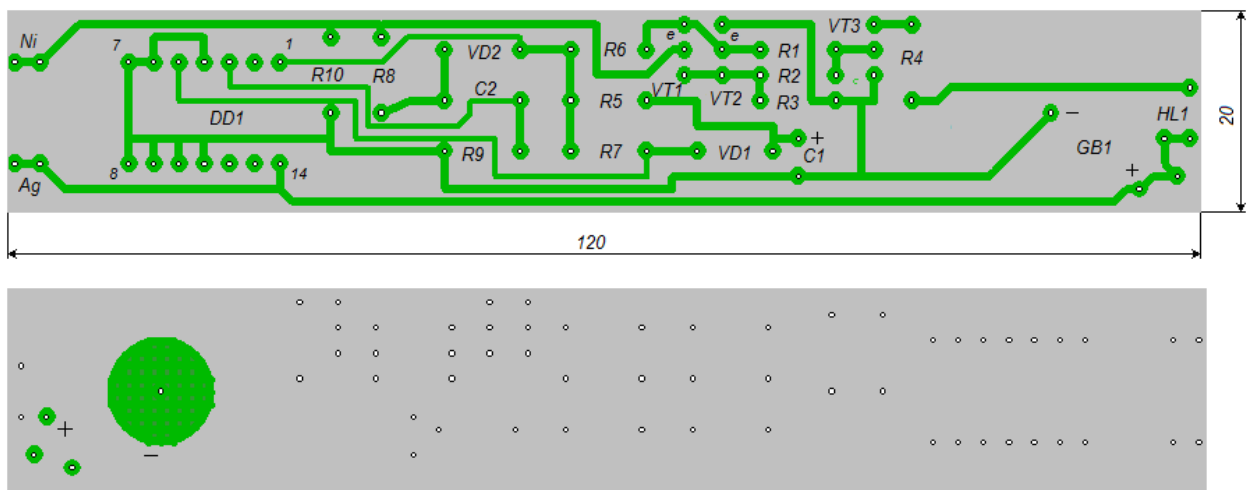 Ni
7
1
R10
R8
VD2
C2
DD1
R9
8
14
Ag
R6
e
e
R1
R2
R3
VT1
VT2
R5
R7
VD1
+
C1
VT3
R4
c
−
GB1
HL1
+
20
120
+
−